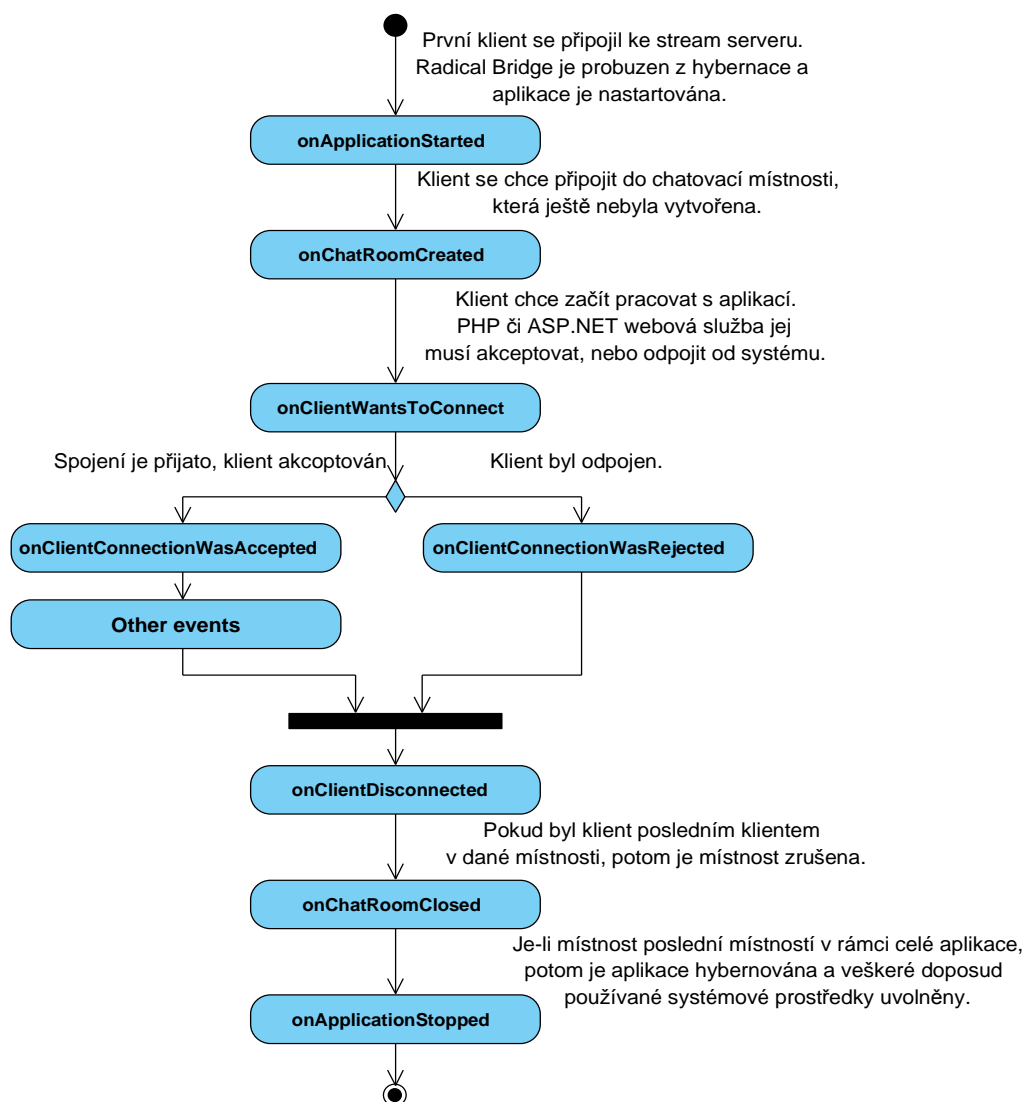 První klient se připojil ke stream serveru.
Radical Bridge je probuzen z hybernace a
aplikace je nastartována.
onApplicationStarted
Klient se chce připojit do chatovací místnosti,
která ještě nebyla vytvořena.
onChatRoomCreated
Klient chce začít pracovat s aplikací.
PHP či ASP.NET webová služba jej
musí akceptovat, nebo odpojit od systému.
onClientWantsToConnect
Spojení je přijato, klient akcoptován
Klient byl odpojen.
onClientConnectionWasAccepted
onClientConnectionWasRejected
Other events
onClientDisconnected
Pokud byl klient posledním klientem
v dané místnosti, potom je místnost zrušena.
onChatRoomClosed
Je-li místnost poslední místností v rámci celé aplikace,
potom je aplikace hybernována a veškeré doposud
používané systémové prostředky uvolněny.
onApplicationStopped